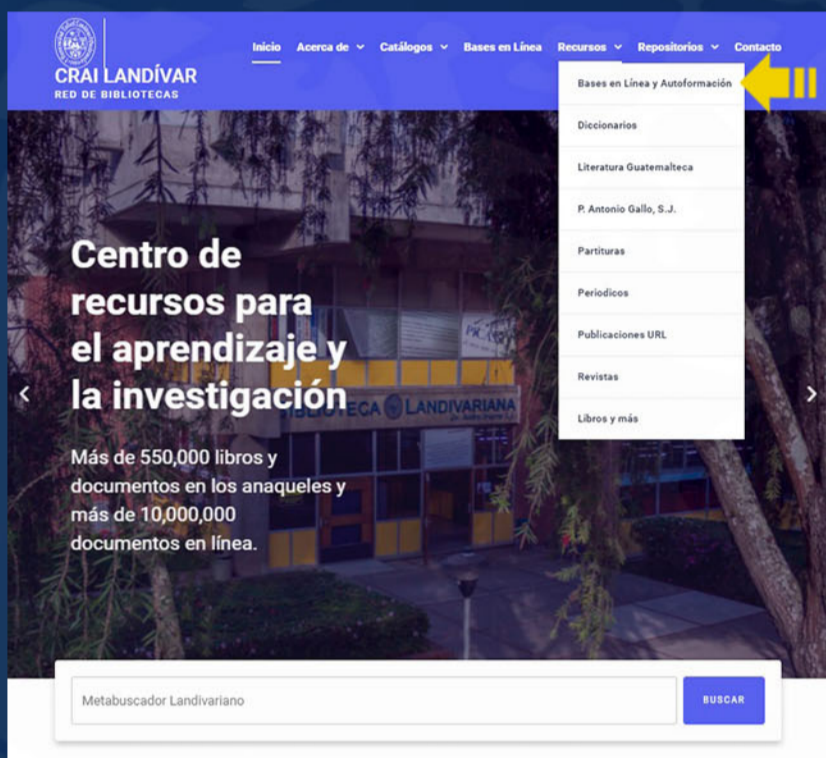 Inicio Acerca de Catálogos Bases en Línea Recursos Repositorios Contacto
CRAI LANDÍVAR
RED DE BIBLIOTECAS
Bases en Línea y Autoformación
Diccionarios
Literatura Guatemalteca
P. Antonio Gallo, S.J.
Partituras
Periodicos
Publicaciones URL
Revistas
Libros y más
Centro de
recursos para
el aprendizaje y
la investigación
BIBLIOTECA LANDIVARIANA
Más de 550,000 libros y
documentos en los anaqueles y
más de 10,000,000
documentos en línea.
Metabuscador Landivariano
BUSCAR